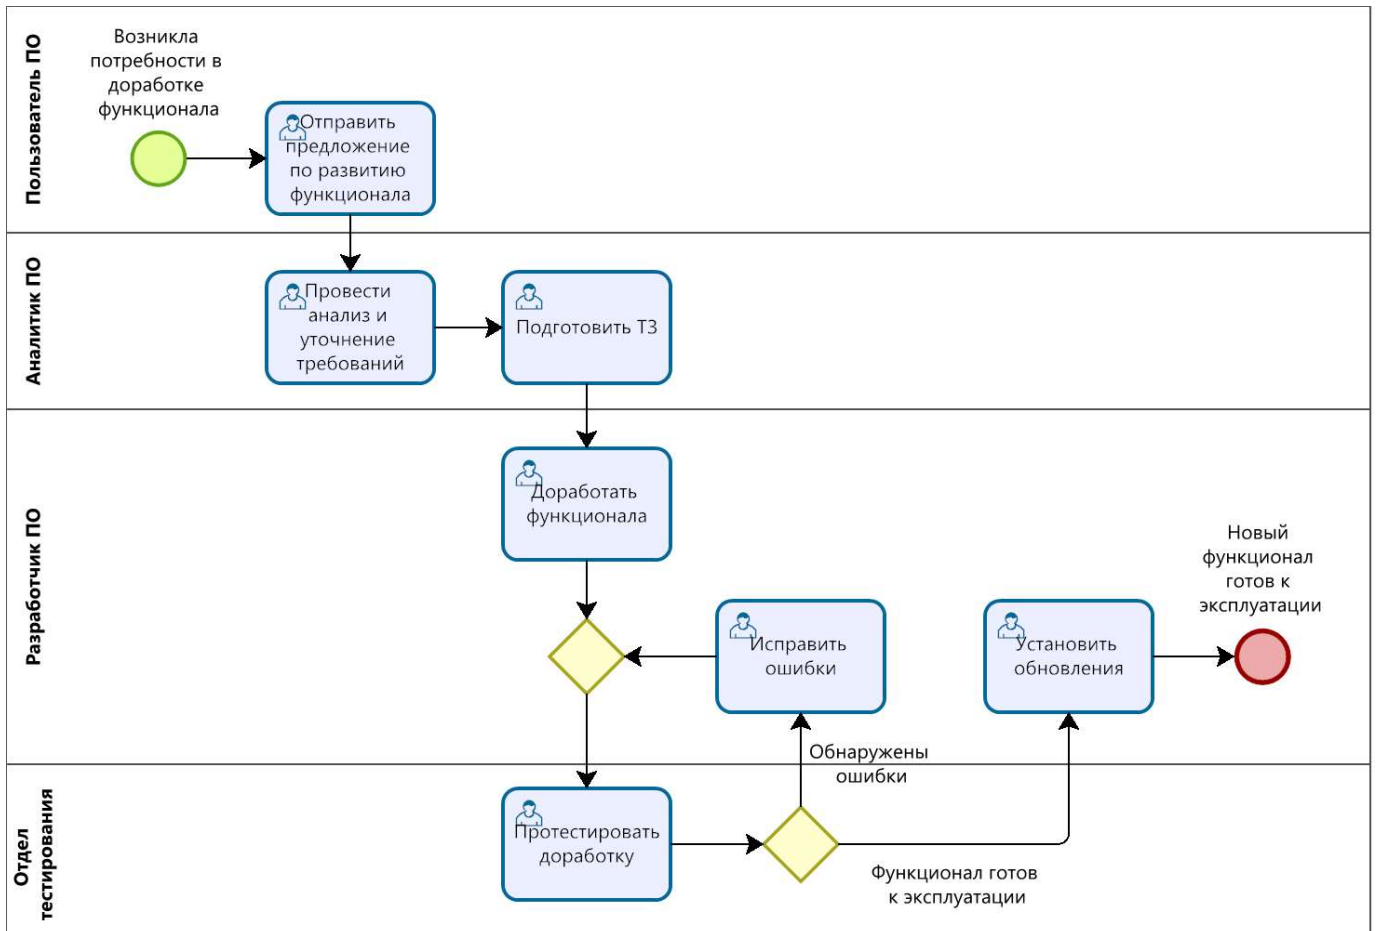 Пользователь ПО
Возникла
потребности в
доработке
функционала
Отправить
предложение
по развитию
функционала
Аналитик ПО
Провести
анализ и
уточнение
требований
Подготовить ТЗ
Разработчик ПО
Доработать
функционала
Исправить
ошибки
Установить
обновления
Новый
функционал
готов к
эксплуатации
Обнаружены
ошибки
Отдел
тестирования
Протестировать
доработку
Функционал готов
к эксплуатации